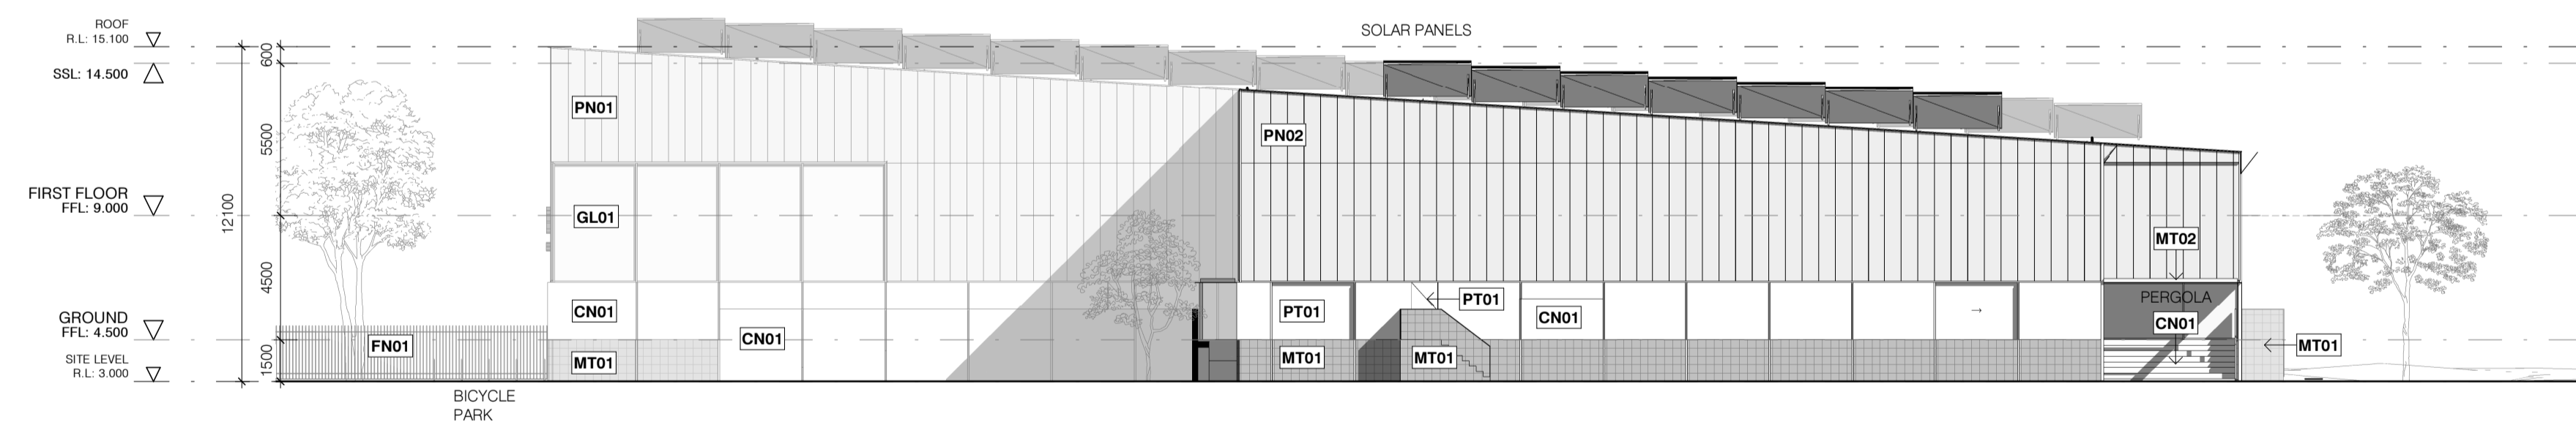 ROOF
R.L: 15.100
SSL: 14.500
FIRST FLOOR
FFL: 9.000
GROUND
FFL: 4.500
SITE LEVEL
R.L: 3.000
12100
600
5500
4500
1500
SOLAR PANELS
PN01
PN02
GL01
MT02
CN01
PT01
PT01
CN01
PERGOLA
CN01
FN01
CN01
MT01
MT01
MT01
MT01
BICYCLE
PARK